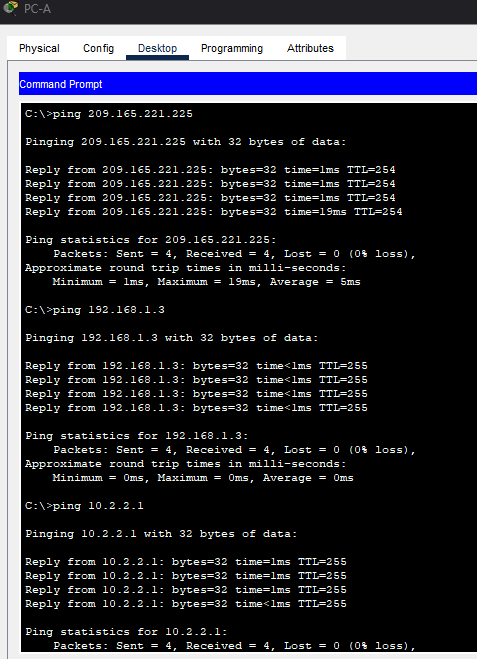 PC-A
Physical Config Desktop Programming Attributes
Command Prompt
C:\>ping 209.165.221.225
Pinging 209.165.221.225 with 32 bytes of data:
Reply from 209.165.221.225: bytes=32 time=1ms TTL=254
Reply from 209.165.221.225: bytes=32 time=1ms TTL=254
Reply from 209.165.221.225: bytes=32 time=1ms TTL=254
Reply from 209.165.221.225: bytes=32 time=19ms TTL=254
Ping statistics for 209.165.221.225:
Packets: Sent = 4, Received = 4, Lost = 0 (0% loss),
Approximate round trip times in milli-seconds:
Minimum = 1ms, Maximum = 19ms, Average = 5ms
C:\>ping 192.168.1.3
Pinging 192.168.1.3 with 32 bytes of data:
Reply from 192.168.1.3: bytes=32 time<1ms TTL=255
Reply from 192.168.1.3: bytes=32 time<1ms TTL=255
Reply from 192.168.1.3: bytes=32 time<1ms TTL=255
Reply from 192.168.1.3: bytes=32 time<1ms TTL=255
Ping statistics for 192.168.1.3:
Packets: Sent = 4, Received = 4, Lost = 0 (0% loss),
Approximate round trip times in milli-seconds:
Minimum = 0ms, Maximum = 0ms, Average = 0ms
C:\>ping 10.2.2.1
Pinging 10.2.2.1 with 32 bytes of data:
Reply from 10.2.2.1: bytes=32 time=1ms TTL=255
Reply from 10.2.2.1: bytes=32 time=1ms TTL=255
Reply from 10.2.2.1: bytes=32 time=1ms TTL=255
Reply from 10.2.2.1: bytes=32 time<1ms TTL=255
Ping statistics for 10.2.2.1:
Packets: Sent = 4, Received = 4, Lost = 0 (0% loss),